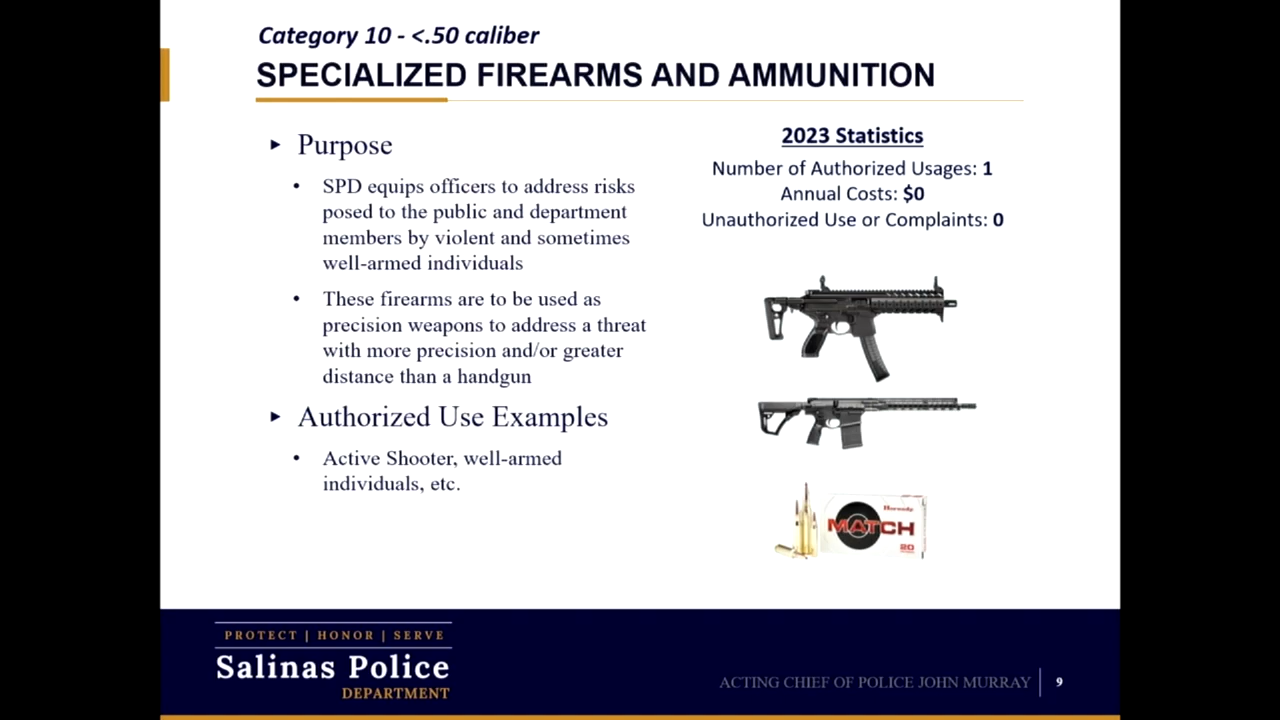 Category 10 - <.50 caliber
SPECIALIZED FIREARMS AND AMMUNITION
▸ Purpose
• SPD equips officers to address risks
posed to the public and department
members by violent and sometimes
well-armed individuals
• These firearms are to be used as
precision weapons to address a threat
with more precision and/or greater
distance than a handgun
▸ Authorized Use Examples
• Active Shooter, well-armed
individuals, etc.
2023 Statistics
Number of Authorized Usages: 1
Annual Costs: $0
Unauthorized Use or Complaints: 0
Hornady
MATCH
20
PROTECT | HONOR | SERVE
Salinas Police
DEPARTMENT
ACTING CHIEF OF POLICE JOHN MURRAY
9